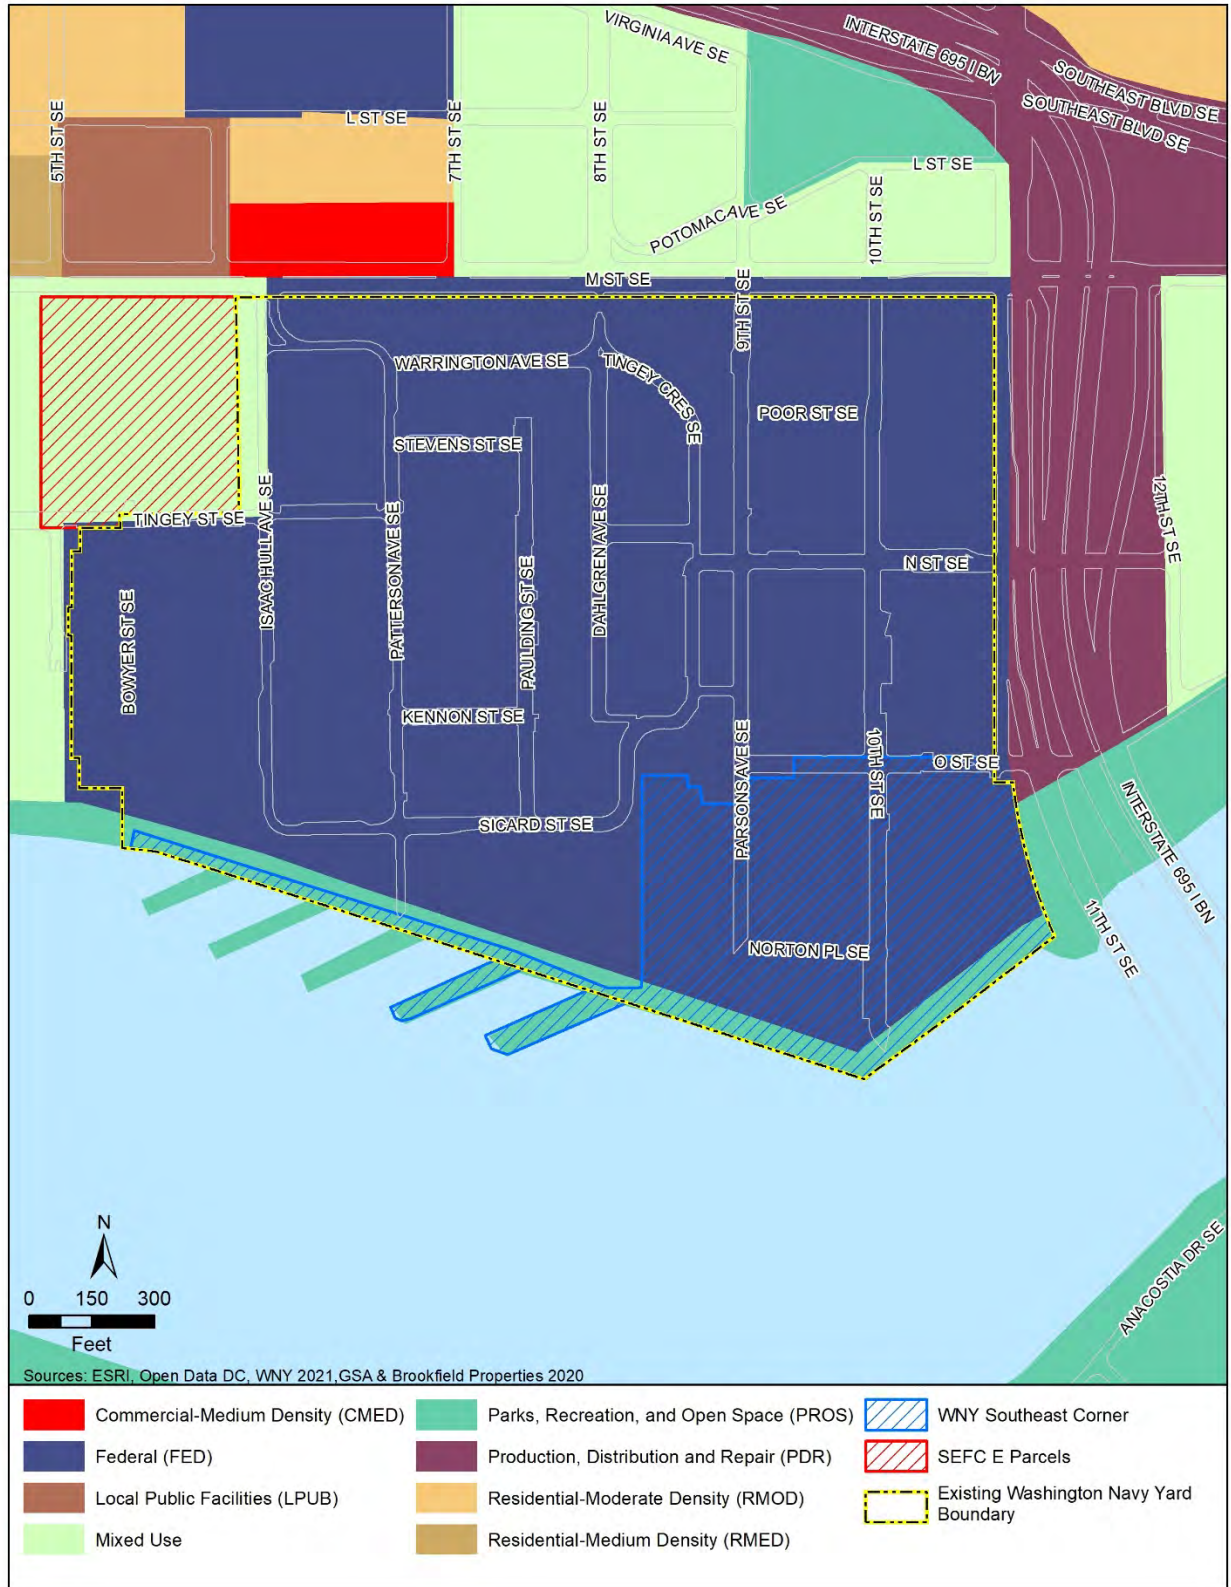 VIRGINIA AVE SE
INTERSTATE 695 I BN
SOUTHEAST BLVD SE
SOUTHEAST BLVD SE
5TH ST SE
L ST SE
7TH ST SE
8TH ST SE
L ST SE
POTOMAC AVE SE
10TH ST SE
M ST SE
9TH ST SE
WARRINGTON AVE SE
TINGEY CRES SE
POOR ST SE
STEVENS ST SE
TINGEY ST SE
ISAAC HULL AVE SE
PATTERSON AVE SE
PAULDING ST SE
DAHLGREN AVE SE
N ST SE
12TH ST SE
BOWYER ST SE
KENNON ST SE
PARSONS AVE SE
10TH ST SE
O ST SE
SICARD ST SE
INTERSTATE 695 I BN
11TH ST SE
NORTON PL SE
ANACOSTIA DR SE
N
0 150 300
Feet
Sources: ESRI, Open Data DC, WNY 2021,GSA & Brookfield Properties 2020
Commercial-Medium Density (CMED)
Federal (FED)
Local Public Facilities (LPUB)
Mixed Use
Parks, Recreation, and Open Space (PROS)
Production, Distribution and Repair (PDR)
Residential-Moderate Density (RMOD)
Residential-Medium Density (RMED)
WNY Southeast Corner
SEFC E Parcels
Existing Washington Navy Yard
Boundary